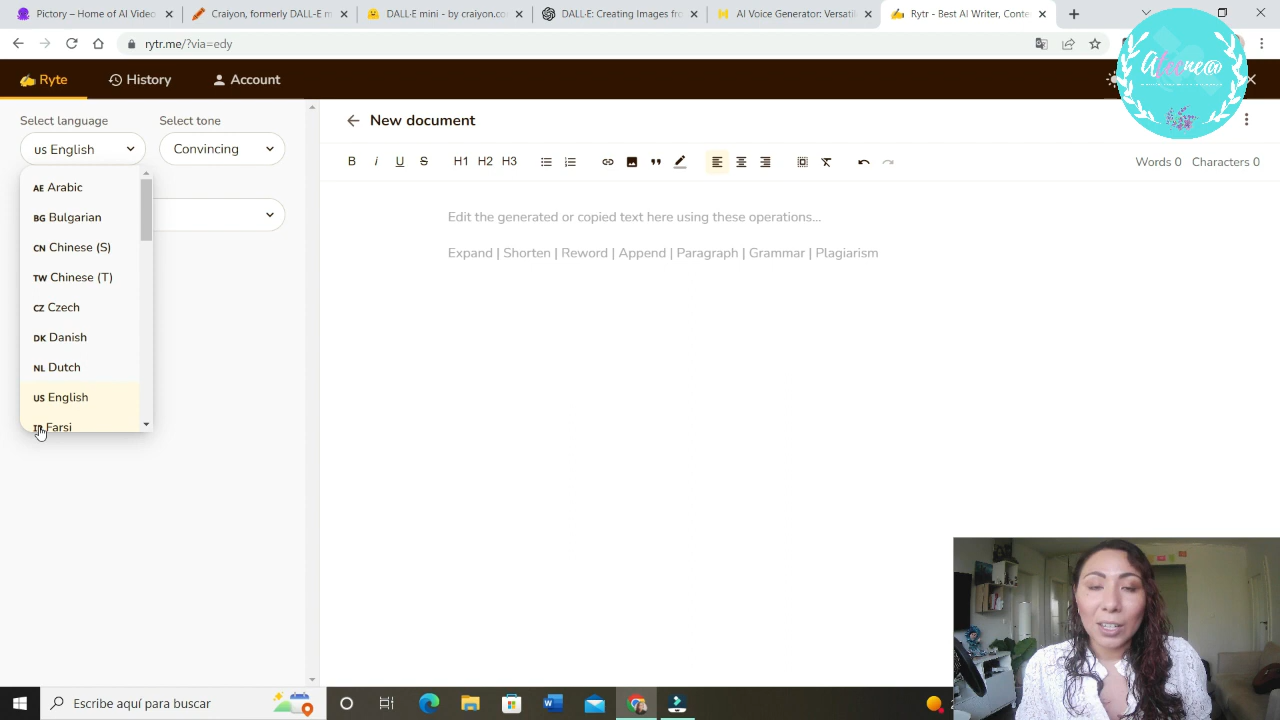 Pictory – Home of AI Video
Crayion, formerly DALL-E m
DALL-E mini - by craiyon.co
DALL·E: Creating Images fro
AI Voice Generator: Versatil
Rytr - Best AI Writer, Conte
rytr.me/?via=edy
Ryte
History
Account
Select language
Select tone
us English
Convincing
New document
B i U S H1 H2 H3
Words 0 Characters 0
AE Arabic
BG Bulgarian
CN Chinese (S)
TW Chinese (T)
CZ Czech
DK Danish
NL Dutch
US English
Farsi
Edit the generated or copied text here using these operations...
Expand | Shorten | Reword | Append | Paragraph | Grammar | Plagiarism
Escribe aquí para buscar